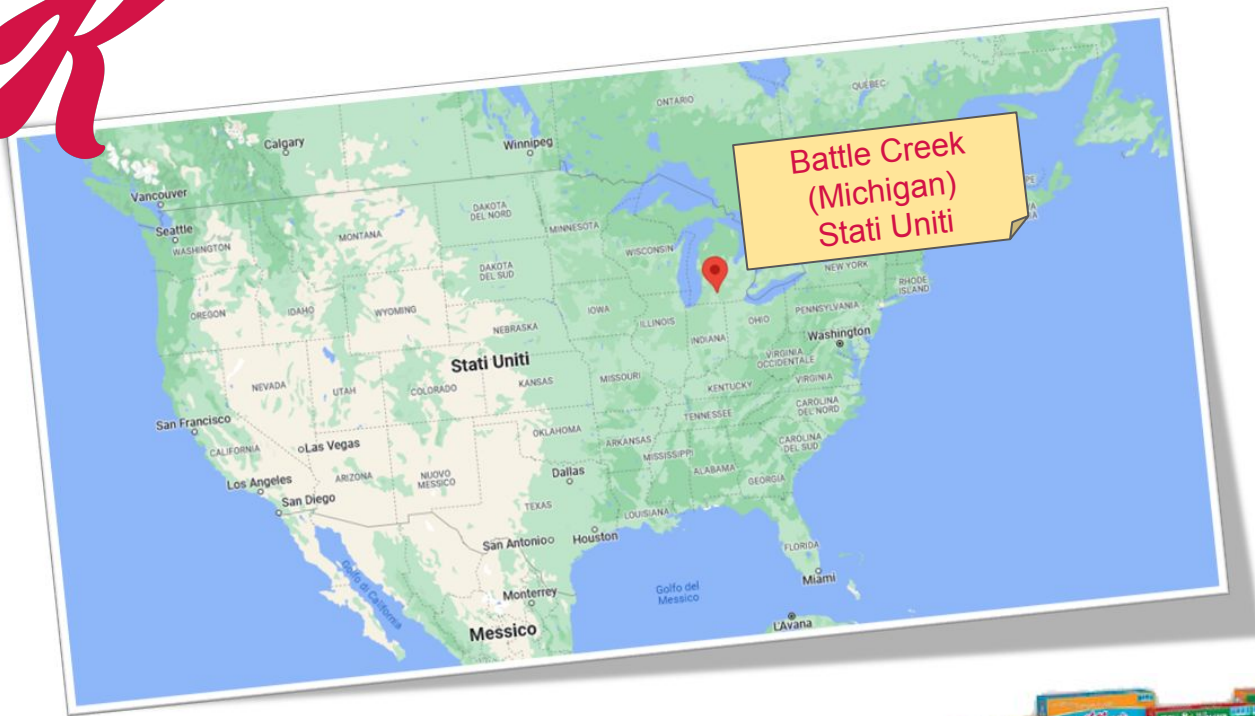 K
Battle Creek
(Michigan)
Stati Uniti
QUEBEC
ONTARIO
Calgary
Winnipeg
Vancouver
Seattle
WASHINGTON
MONTANA
DAKOTA
DEL NORD
MINNESOTA
WISCONSIN
DAKOTA
DEL SUD
NEW YORK
RHODE
ISLAND
OREGON
IDAHO
WYOMING
IOWA
NEBRASKA
ILLINOIS
INDIANA
OHIO
PENNSYLVANIA
Washington
Stati Uniti
VIRGINIA
OCCIDENTALE
VIRGINIA
NEVADA
UTAH
COLORADO
KANSAS
MISSOURI
KENTUCKY
CAROLINA
DEL NORD
TENNESSEE
San Francisco
CALIFORNIA
Las Vegas
OKLAHOMA
ARKANSAS
CAROLINA
DEL SUD
MISSISSIPPI
ALABAMA
GEORGIA
Los Angeles
ARIZONA
NUOVO
MESSICO
Dallas
San Diego
TEXAS
LOUISIANA
San Antonio
Houston
FLORIDA
Golfo di California
Monterrey
Golfo del
Messico
Miami
Messico
L'Avana